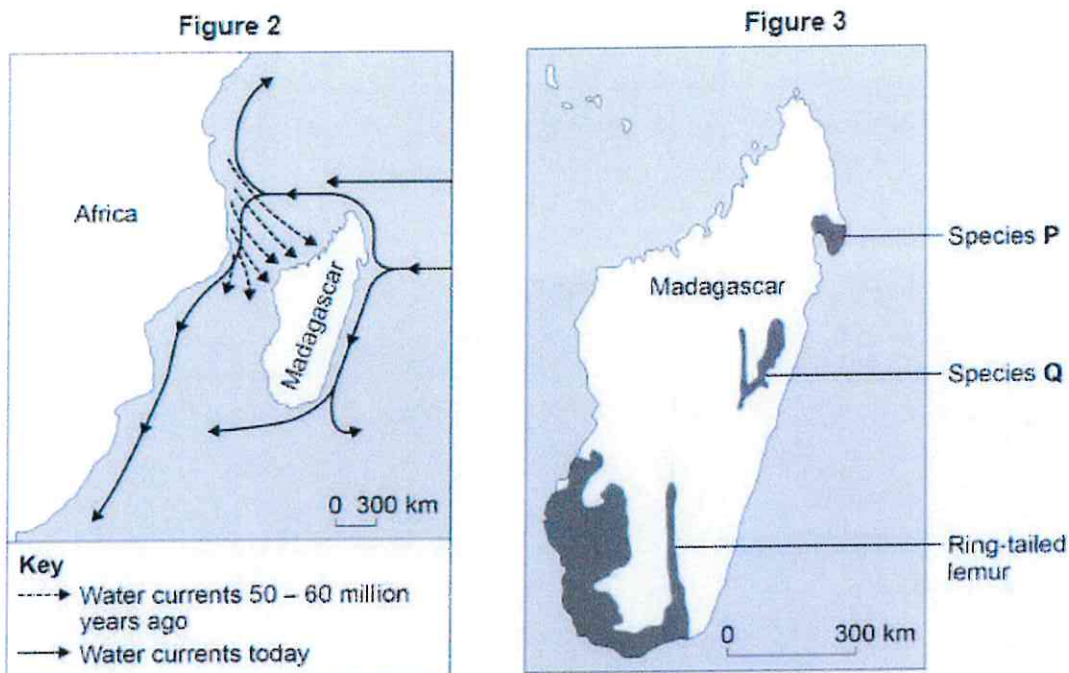 Figure 2
Africa
Madagascar
0 300 km
Key
Water currents 50 – 60 million
years ago
Water currents today
Figure 3
Madagascar
Species P
Species Q
Ring-tailed
lemur
0 300 km